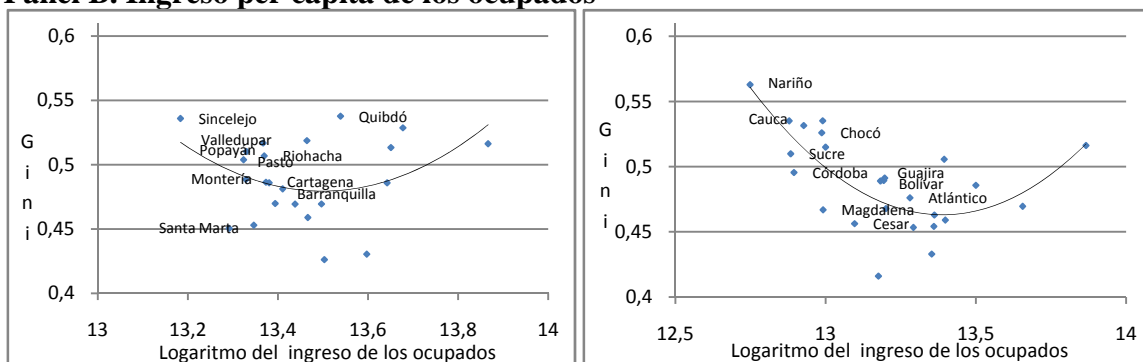 Panel B. Ingreso per cápita de los ocupados
0,6
0,55
0,5
0,45
0,4
G
i
n
i
Sincelejo
Quibdó
Valledupar
Popayán
Riohacha
Pasto
Montería
Cartagena
Barranquilla
Santa Marta
13
13,2
13,4
13,6
13,8
14
Logaritmo del ingreso de los ocupados
0,6
0,55
0,5
0,45
0,4
G
i
n
i
Nariño
Cauca
Chocó
Sucre
Córdoba
Guajira
Bolívar
Atlántico
Magdalena
Cesar
12,5
13
13,5
14
Logaritmo del ingreso de los ocupados